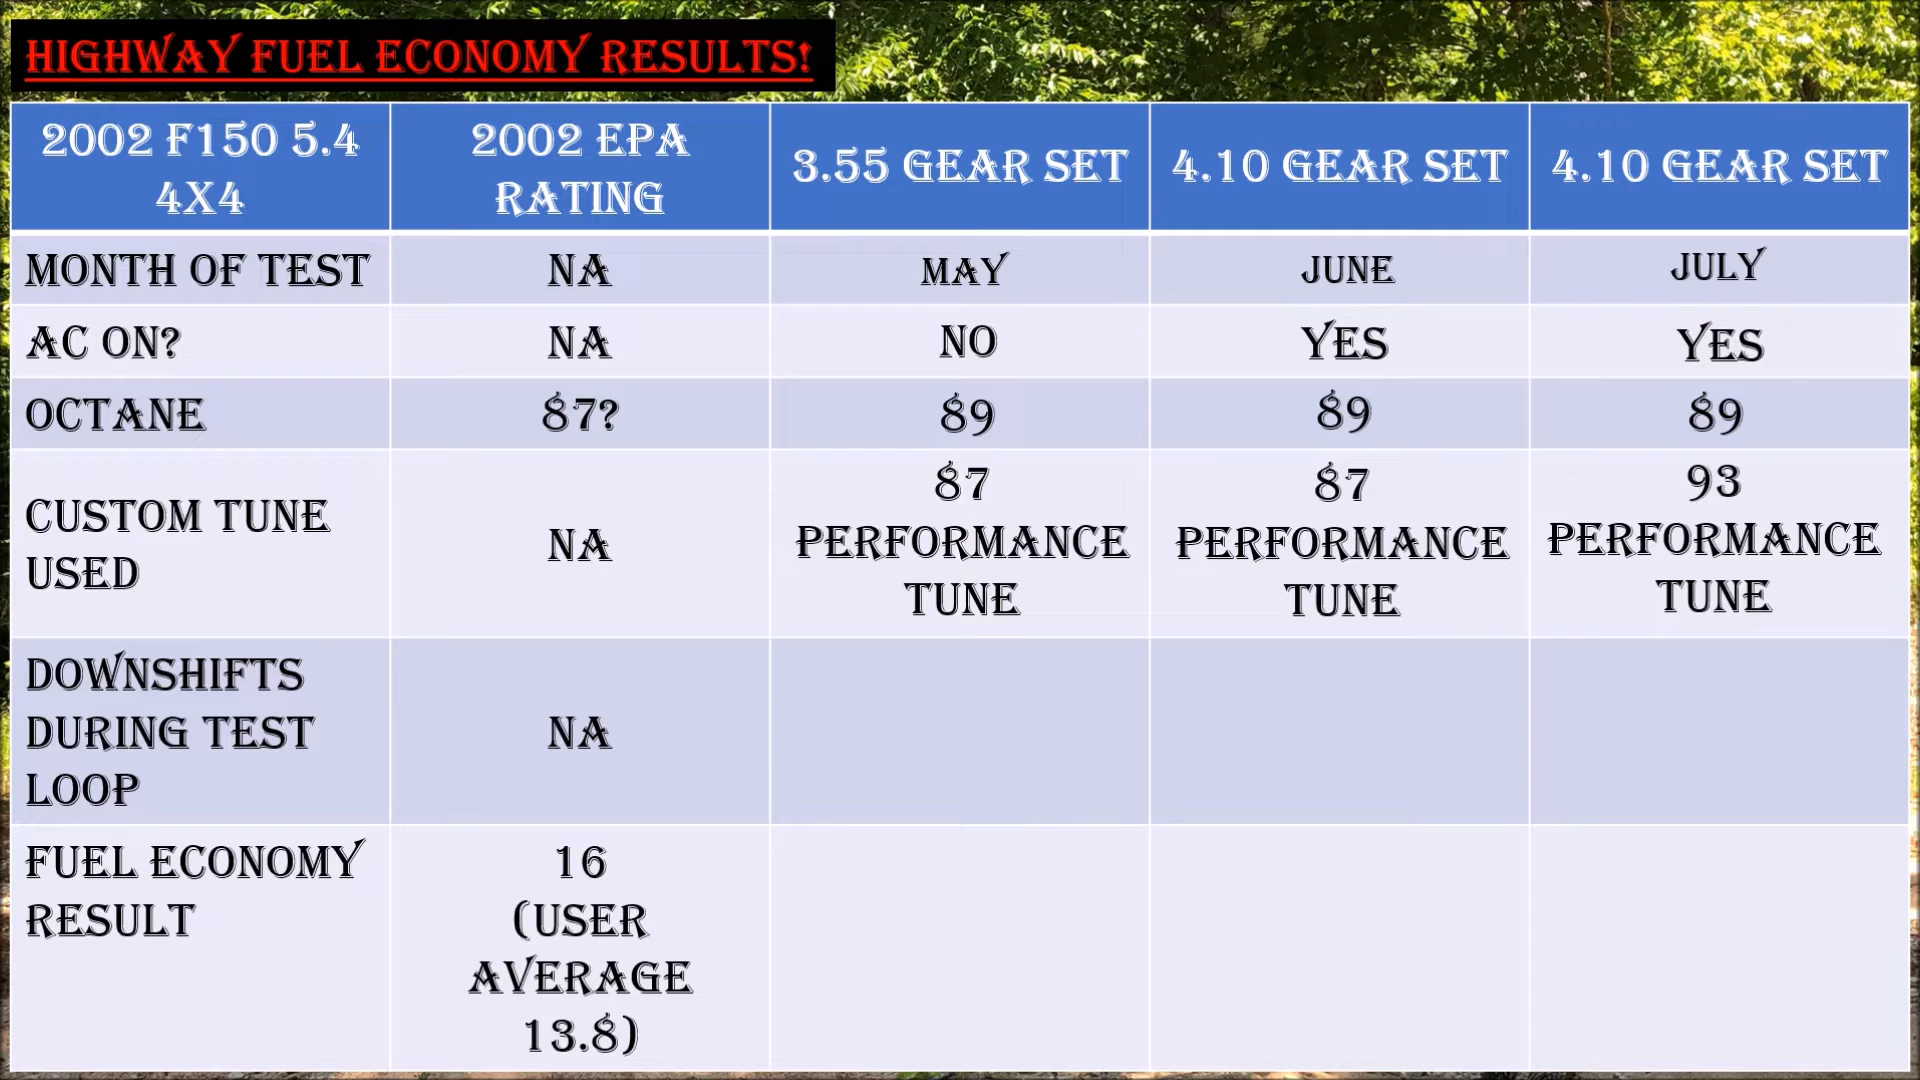 HIGHWAY FUEL ECONOMY RESULTS!
2002 F150 5.4
4X4
2002 EPA
RATING
3.55 GEAR SET
4.10 GEAR SET
4.10 GEAR SET
MONTH OF TEST
NA
MAY
JUNE
JULY
AC ON?
NA
NO
YES
YES
OCTANE
87?
89
89
89
CUSTOM TUNE
USED
NA
87
PERFORMANCE
TUNE
87
PERFORMANCE
TUNE
93
PERFORMANCE
TUNE
DOWNSHIFTS
DURING TEST
LOOP
NA
FUEL ECONOMY
RESULT
16
(USER
AVERAGE
13.8)